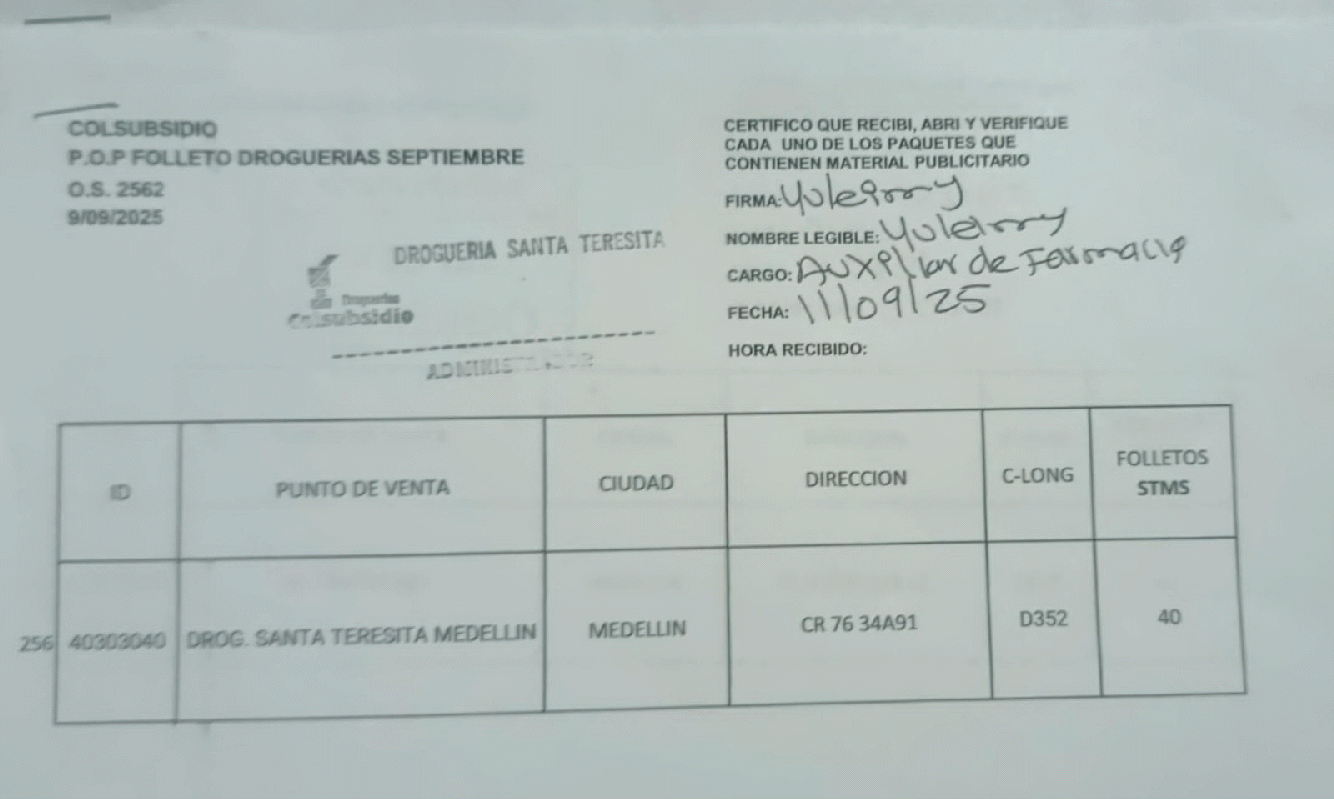 COLSUBSIDIO
P.O.P FOLLETO DROGUERIAS SEPTIEMBRE
O.S. 2562
9/09/2025
DROGUERIA SANTA TERESITA
Droguerías
Colsubsidio
ADMINISTRADOR
CERTIFICO QUE RECIBI, ABRI Y VERIFIQUE
CADA UNO DE LOS PAQUETES QUE
CONTIENEN MATERIAL PUBLICITARIO
FIRMA:
NOMBRE LEGIBLE:
CARGO: Auxiliar de Farmacia
FECHA: 11/09/25
HORA RECIBIDO:
ID PUNTO DE VENTA CIUDAD DIRECCION C-LONG FOLLETOS STMS
256 40303040 DROG. SANTA TERESITA MEDELLIN MEDELLIN CR 76 34A91 D352 40